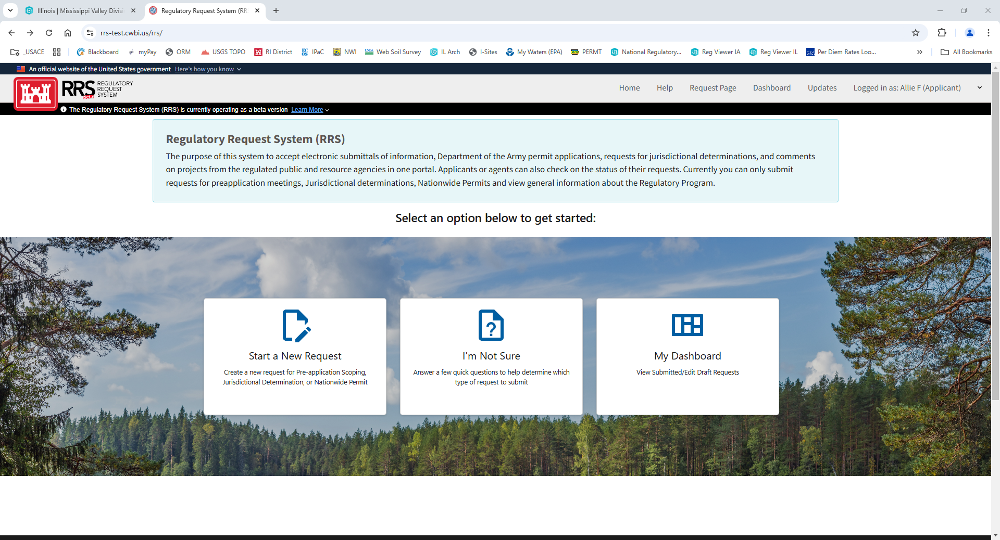 Illinois | Mississippi Valley Divis
Regulatory Request System (RR
rrs-test.cwbi.us/rrs/
_USACE Blackboard myPay ORM USGS TOPO RI District IPaC NWI Web Soil Survey IL Arch I-Sites My Waters (EPA) PERMT National Regulatory... Reg Viewer IA Reg Viewer IL Per Diem Rates Loo... All Bookmarks
An official website of the United States government Here's how you know
RRS beta
REGULATORY
REQUEST
SYSTEM
Home Help Request Page Dashboard Updates Logged in as: Allie F (Applicant)
The Regulatory Request System (RRS) is currently operating as a beta version Learn More
Regulatory Request System (RRS)
The purpose of this system to accept electronic submittals of information, Department of the Army permit applications, requests for jurisdictional determinations, and comments
on projects from the regulated public and resource agencies in one portal. Applicants or agents can also check on the status of their requests. Currently you can only submit
requests for preapplication meetings, Jurisdictional determinations, Nationwide Permits and view general information about the Regulatory Program.
Select an option below to get started:
Start a New Request
Create a new request for Pre-application Scoping,
Jurisdictional Determination, or Nationwide Permit
I'm Not Sure
Answer a few quick questions to help determine which
type of request to submit
My Dashboard
View Submitted/Edit Draft Requests